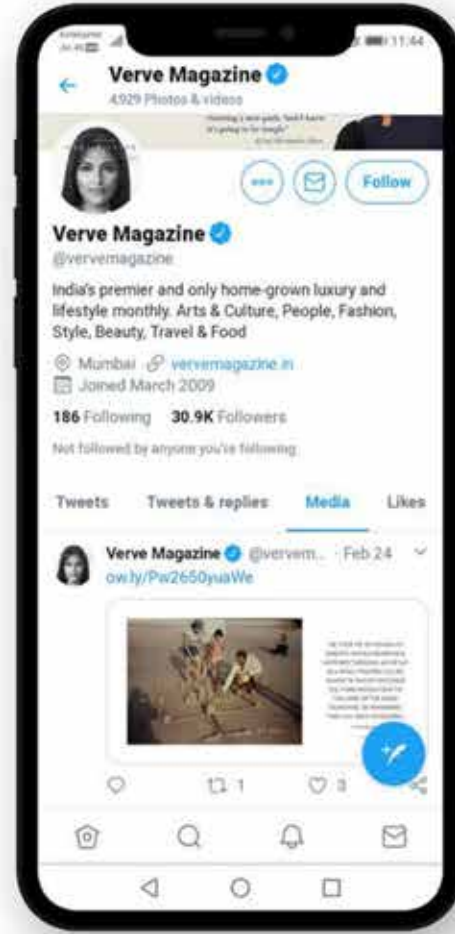 11:44
Verve Magazine
4,929 Photos & videos
Follow
Verve Magazine
@vervemagazine
India's premier and only home-grown luxury and
lifestyle monthly. Arts & Culture, People, Fashion,
Style, Beauty, Travel & Food
Mumbai vervemagazine.in
Joined March 2009
186 Following 30.9K Followers
Not followed by anyone you're following
Tweets Tweets & replies Media Likes
Verve Magazine @vervem... Feb 24
ow.ly/Pw2650yuaWe
1 3